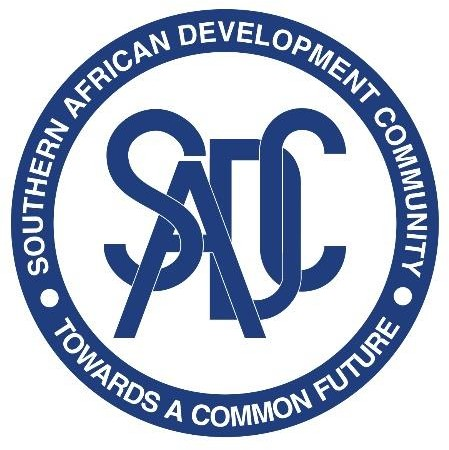 SOUTHERN AFRICAN DEVELOPMENT COMMUNITY
SADC
TOWARDS A COMMON FUTURE